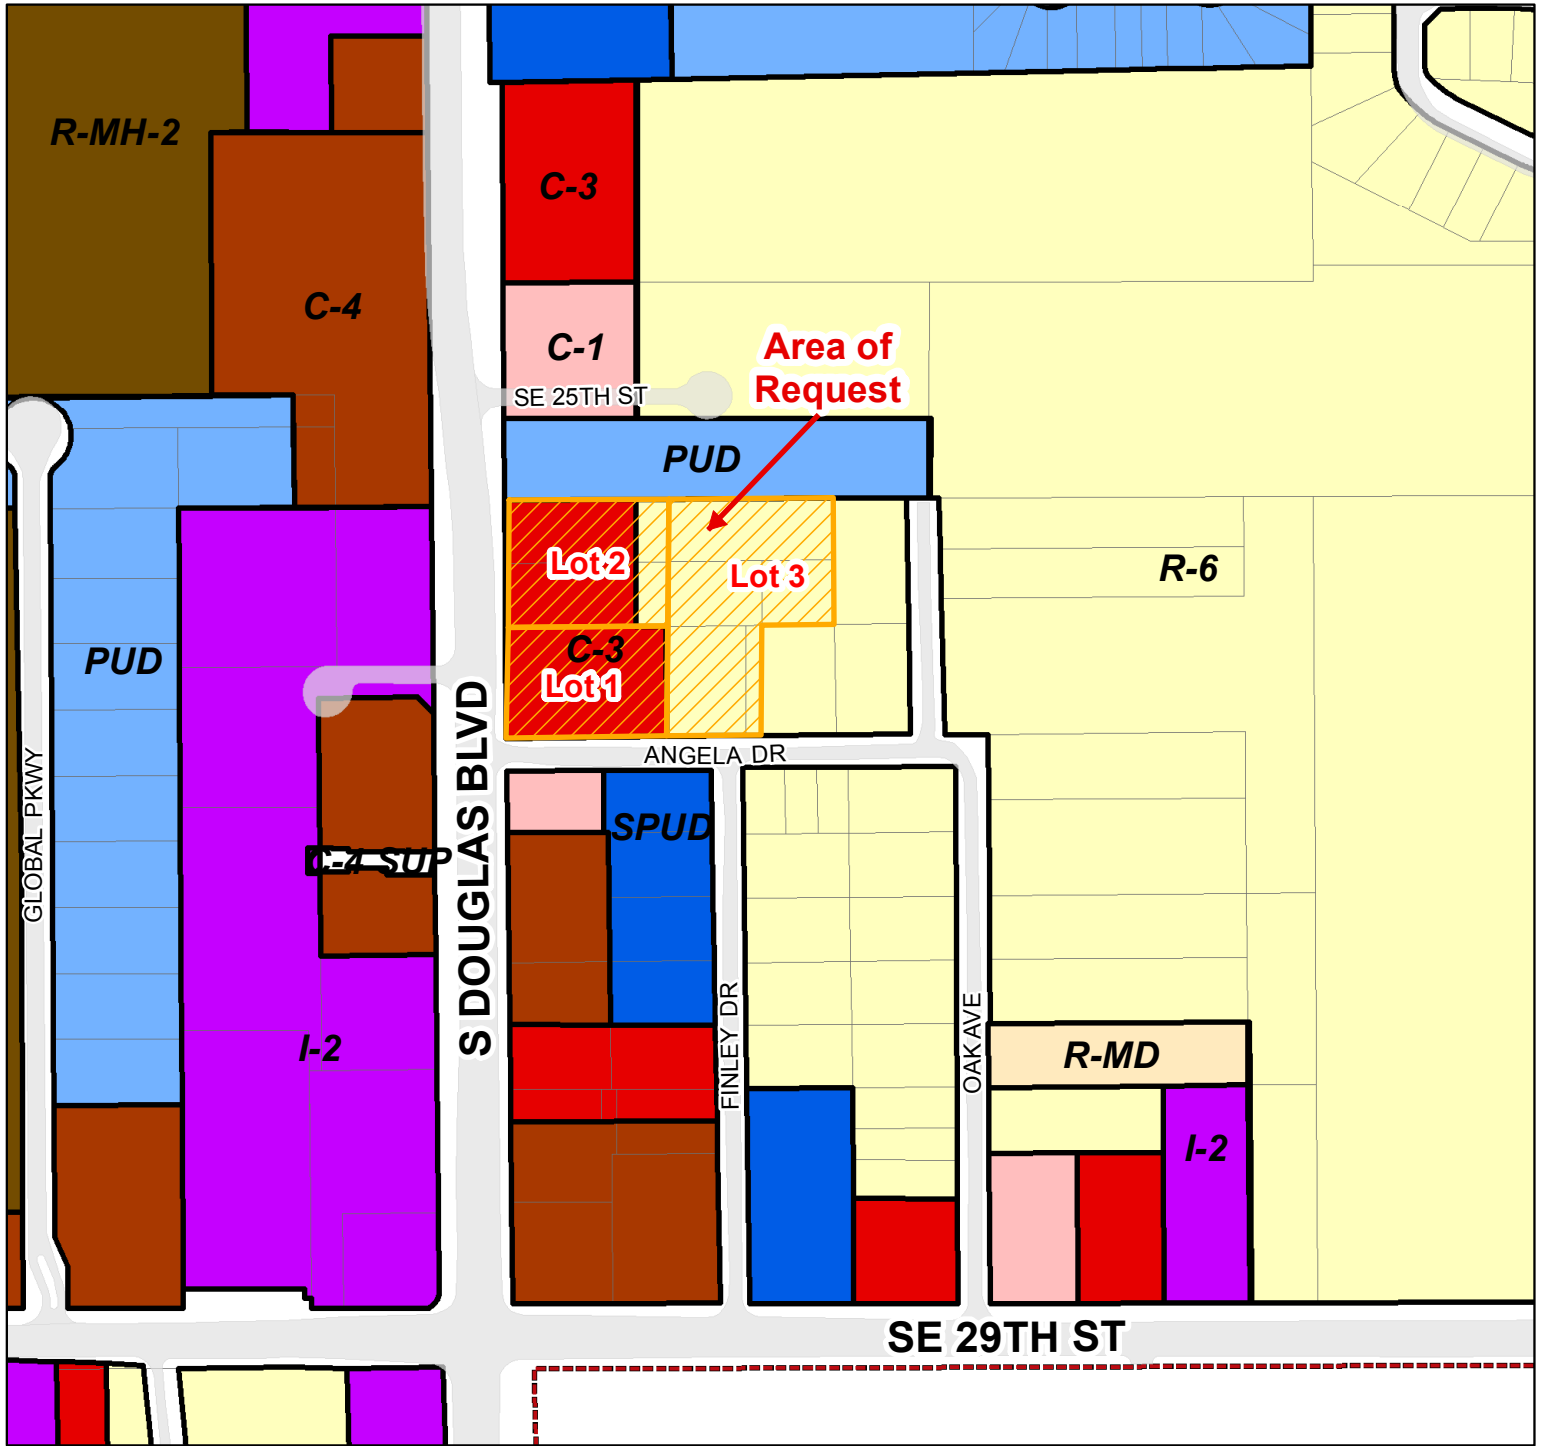 R-MH-2
C-3
C-4
C-1
Area of
Request
SE 25TH ST
PUD
Lot 2
Lot 3
R-6
C-3
Lot 1
PUD
S DOUGLAS BLVD
ANGELA DR
GLOBAL PKWY
SPUD
C-4 SUP
FINLEY DR
OAK AVE
I-2
R-MD
I-2
SE 29TH ST